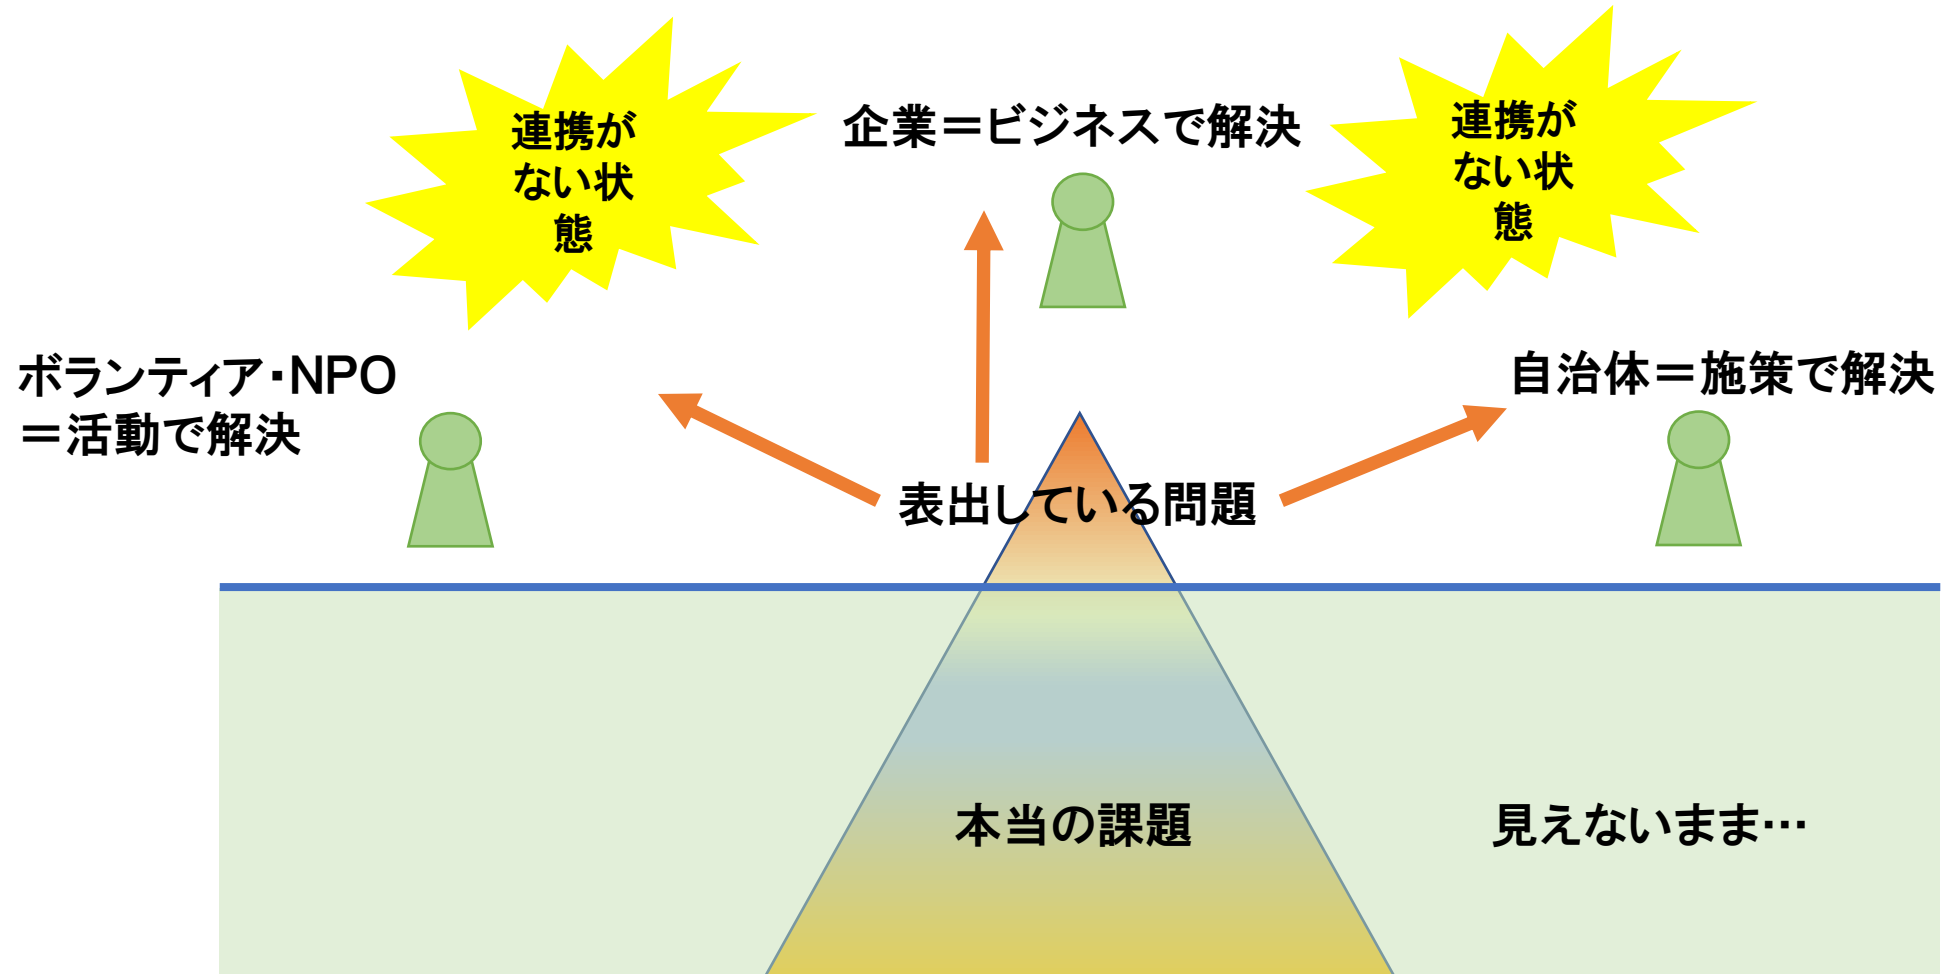 連携が
ない状
態
企業＝ビジネスで解決
連携が
ない状
態
ボランティア・NPO
＝活動で解決
自治体＝施策で解決
表出している問題
本当の課題
見えないまま…